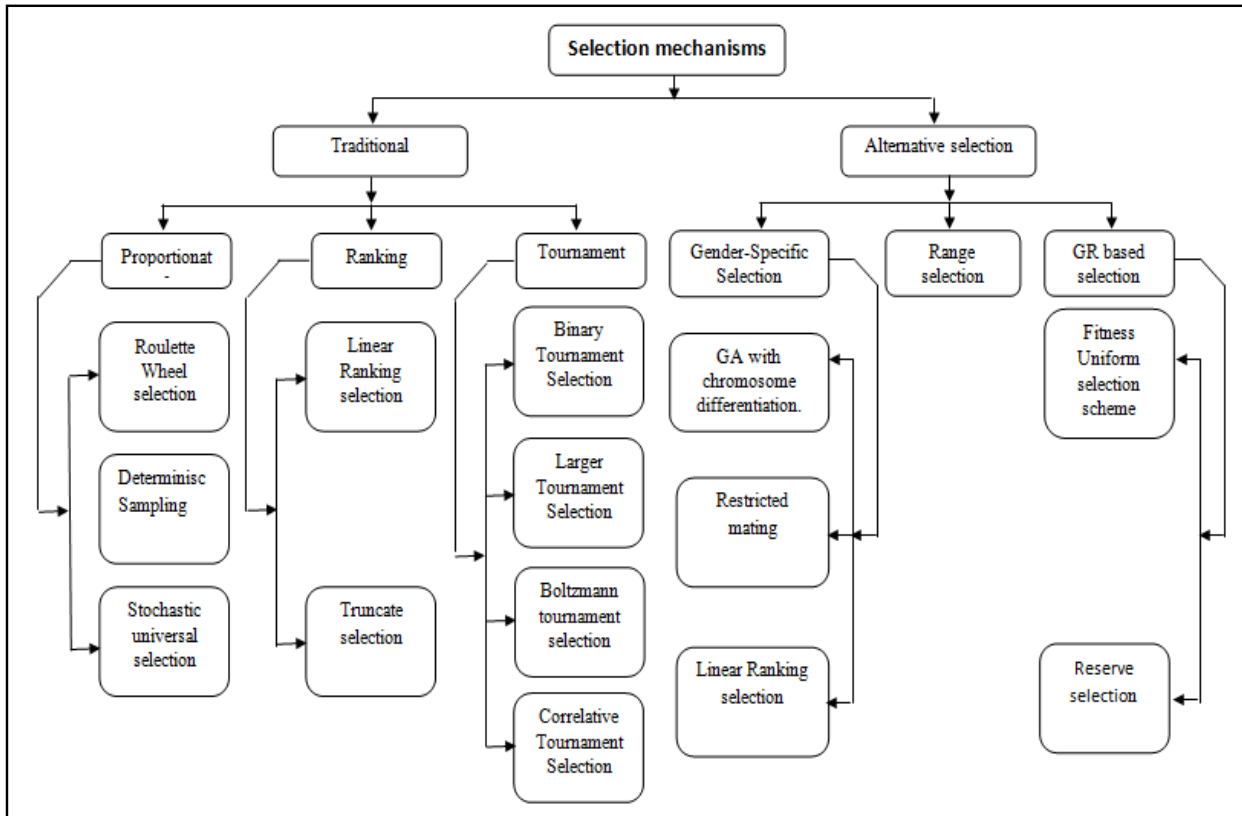 Selection mechanisms
Traditional
Alternative selection
Proportionat
-
Ranking
Tournament
Gender-Specific
Selection
Range
selection
GR based
selection
Roulette
Wheel
selection
Determinisc
Sampling
Stochastic
universal
selection
Linear
Ranking
selection
Truncate
selection
Binary
Tournament
Selection
Larger
Tournament
Selection
Boltzmann
tournament
selection
Correlative
Tournament
Selection
GA with
chromosome
differentiation.
Restricted
mating
Linear Ranking
selection
Fitness
Uniform
selection
scheme
Reserve
selection